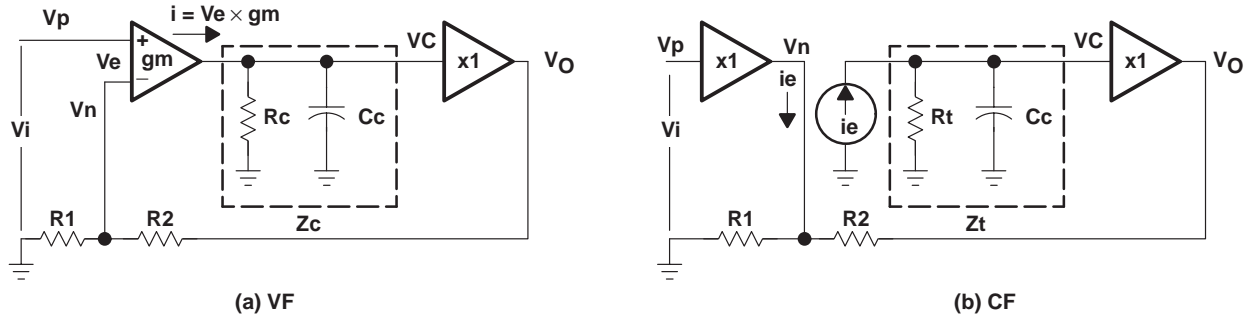 i = Ve × gm
Vp
+
gm
Ve
−
Vn
VC
x1
VO
Rc
Cc
Vi
R1
R2
Zc
(a) VF
Vp
x1
Vn
ie
ie
VC
x1
VO
Rt
Cc
Vi
R1
R2
Zt
(b) CF